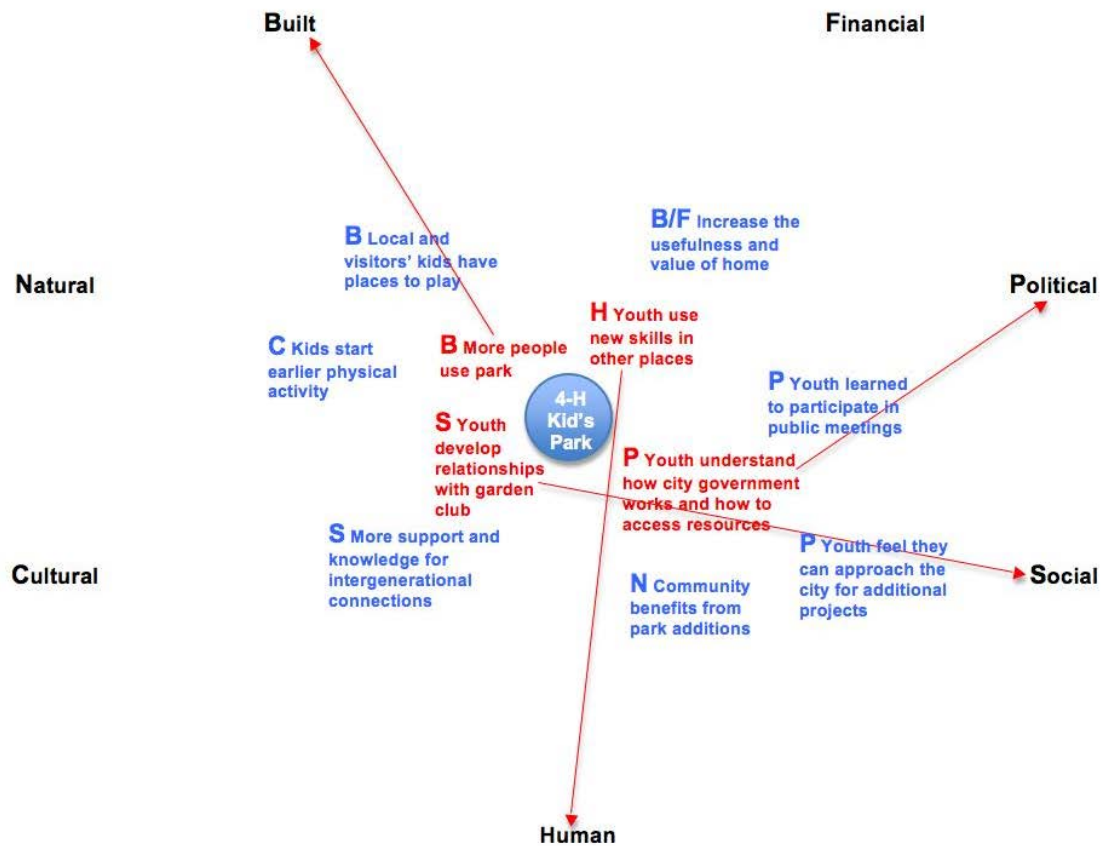 Built
Financial
B/F Increase the
usefulness and
value of home
B Local and
visitors’ kids have
places to play
Natural
Political
H Youth use
new skills in
other places
C Kids start
earlier physical
activity
B More people
use park
4-H
Kid’s
Park
P Youth learned
to participate in
public meetings
S Youth
develop
relationships
with garden
club
P Youth understand
how city government
works and how to
access resources
S More support and
knowledge for
intergenerational
connections
P Youth feel they
can approach the
city for additional
projects
Cultural
Social
N Community
benefits from
park additions
Human